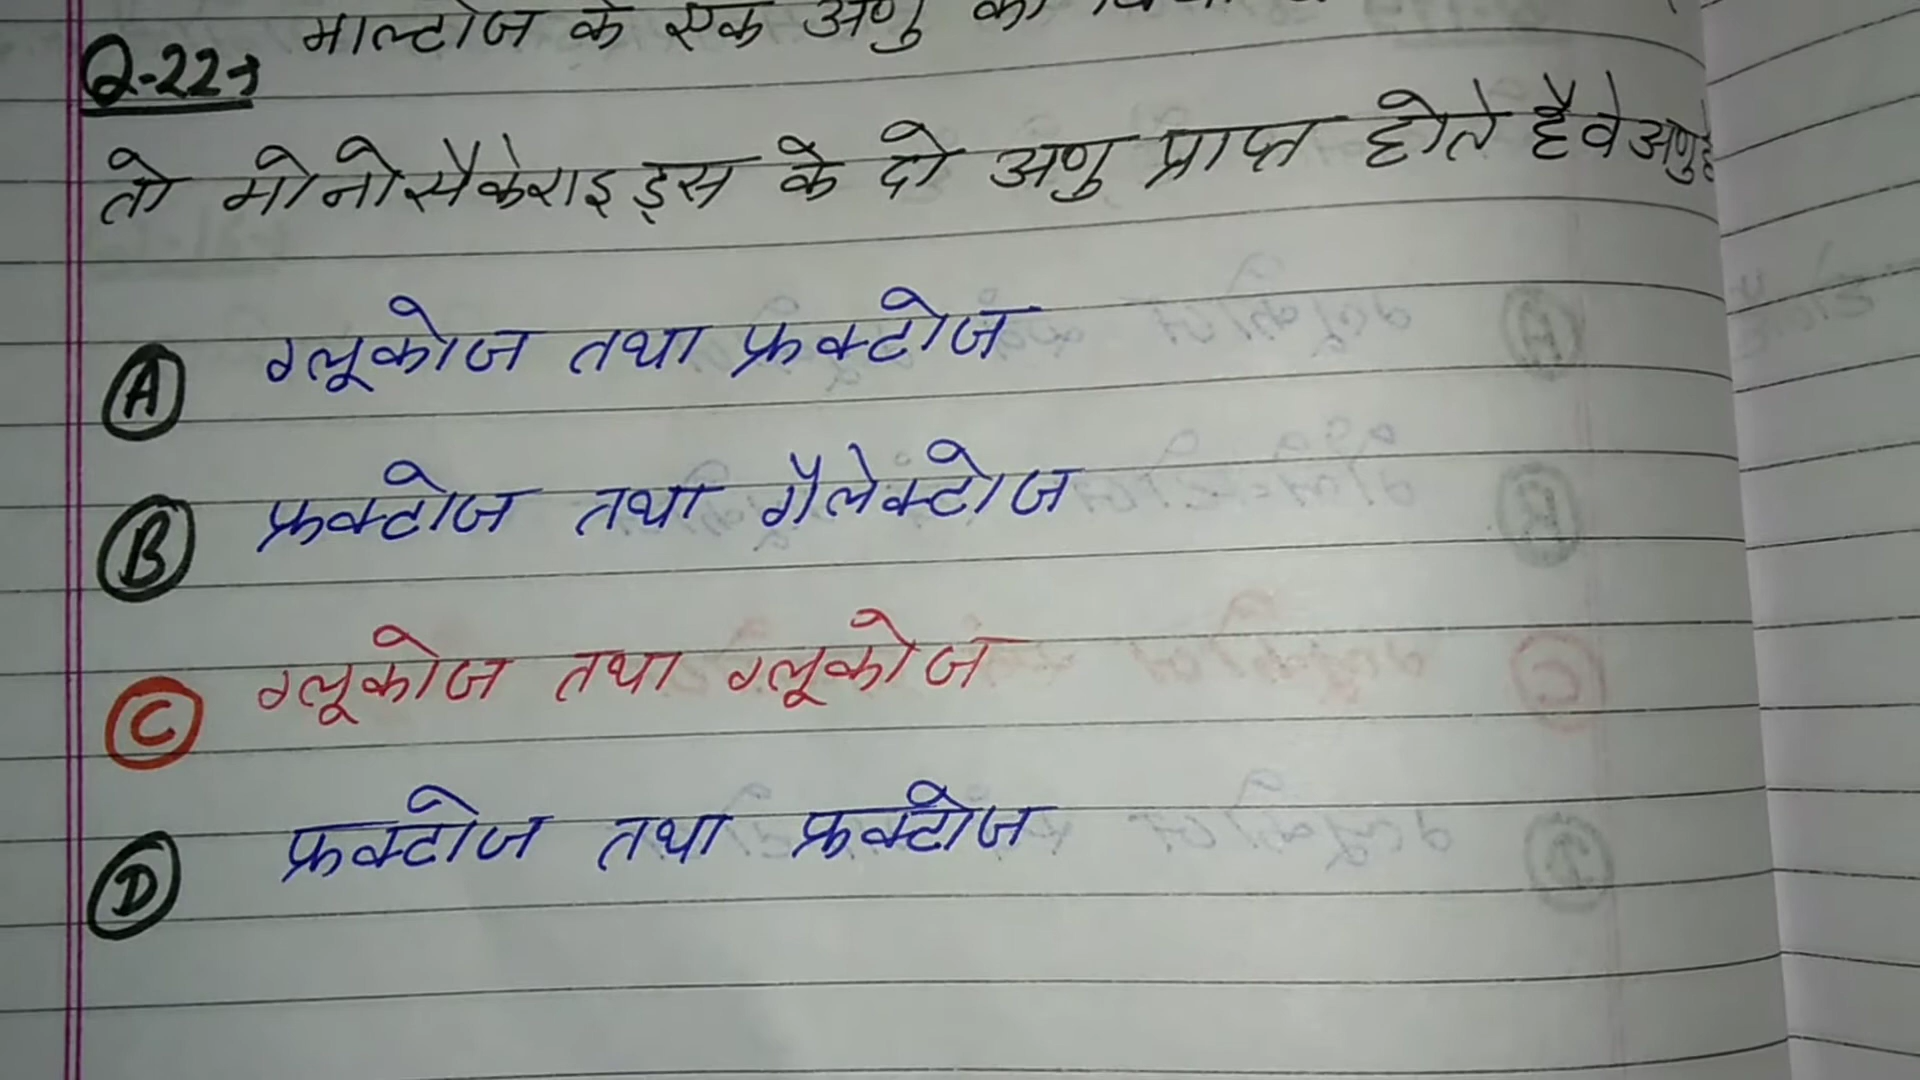 Q-22→ माल्टोज के एक अणु का
तो मोनोसैकेराइड्स के दो अणु प्राप्त होते है वे अणु है
A ग्लूकोज तथा फ्रक्टोज
B फ्रक्टोज तथा गैलेक्टोज
C ग्लूकोज तथा ग्लूकोज
D फ्रक्टोज तथा फ्रक्टोज